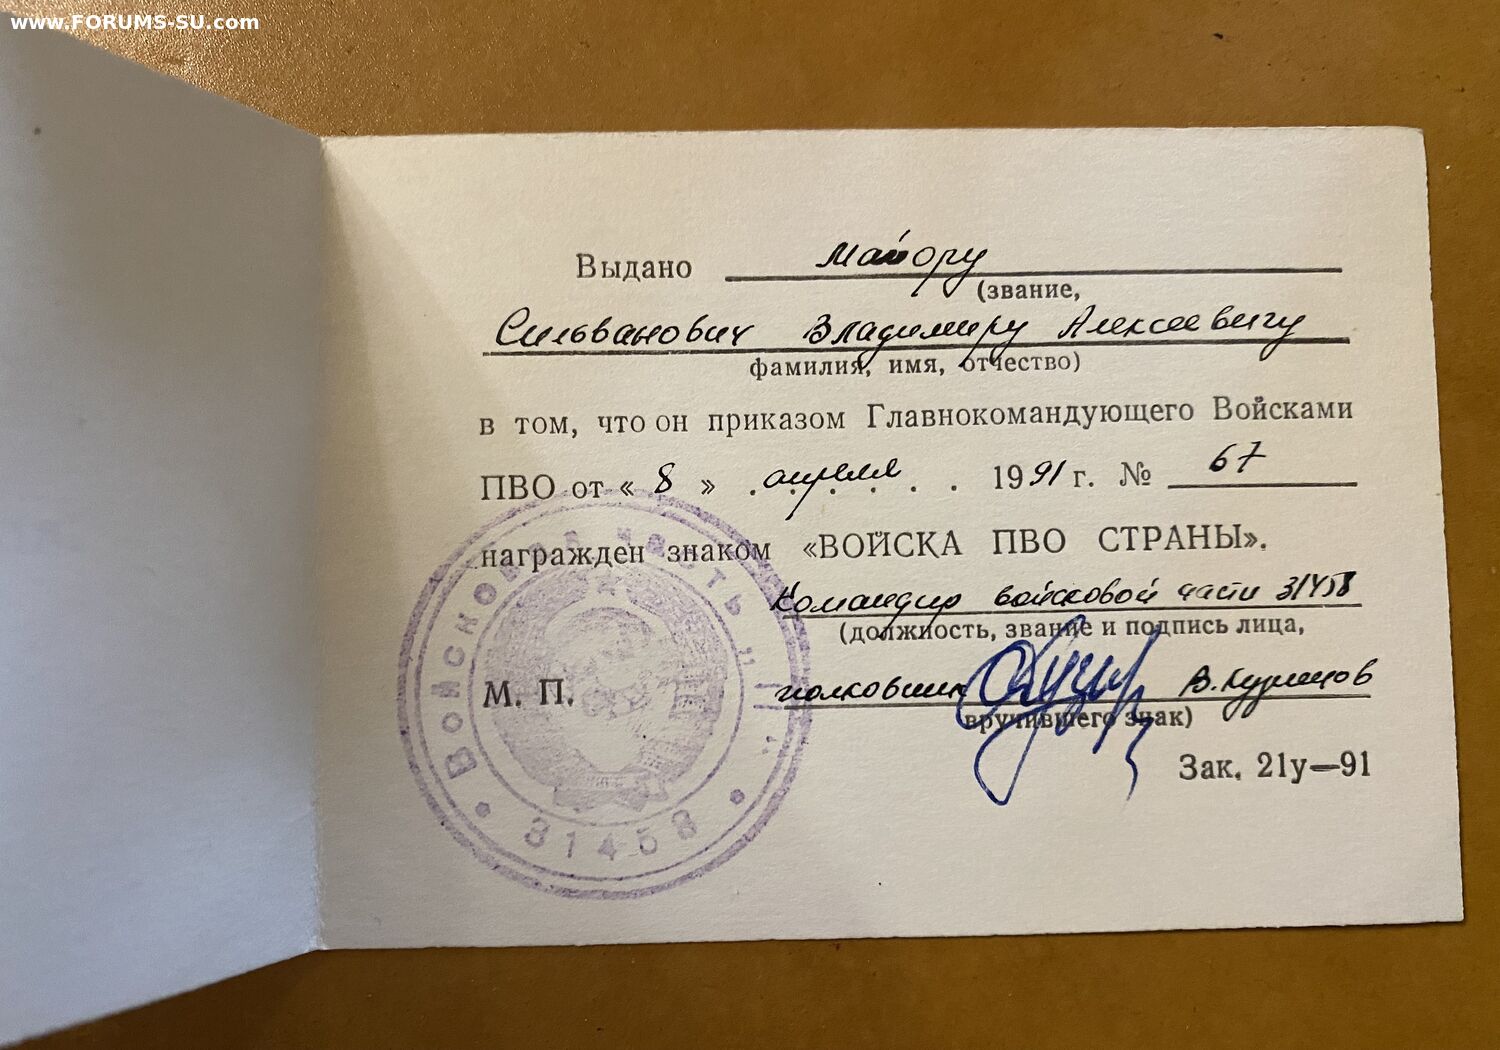 www.FORUMS-SU.com
Выдано майору
(звание,
Сильванович Владимиру Алексеевичу
фамилия, имя, отчество)
в том, что он приказом Главнокомандующего Войсками
ПВО от « 8 » апреля 1991 г. № 67
награжден знаком «ВОЙСКА ПВО СТРАНЫ».
Командир войсковой части 31458
(должность, звание и подпись лица,
М. П. полковник В. Кузнецов
вручившего знак)
Зак. 21у—91
Войсковая часть "П"
31458